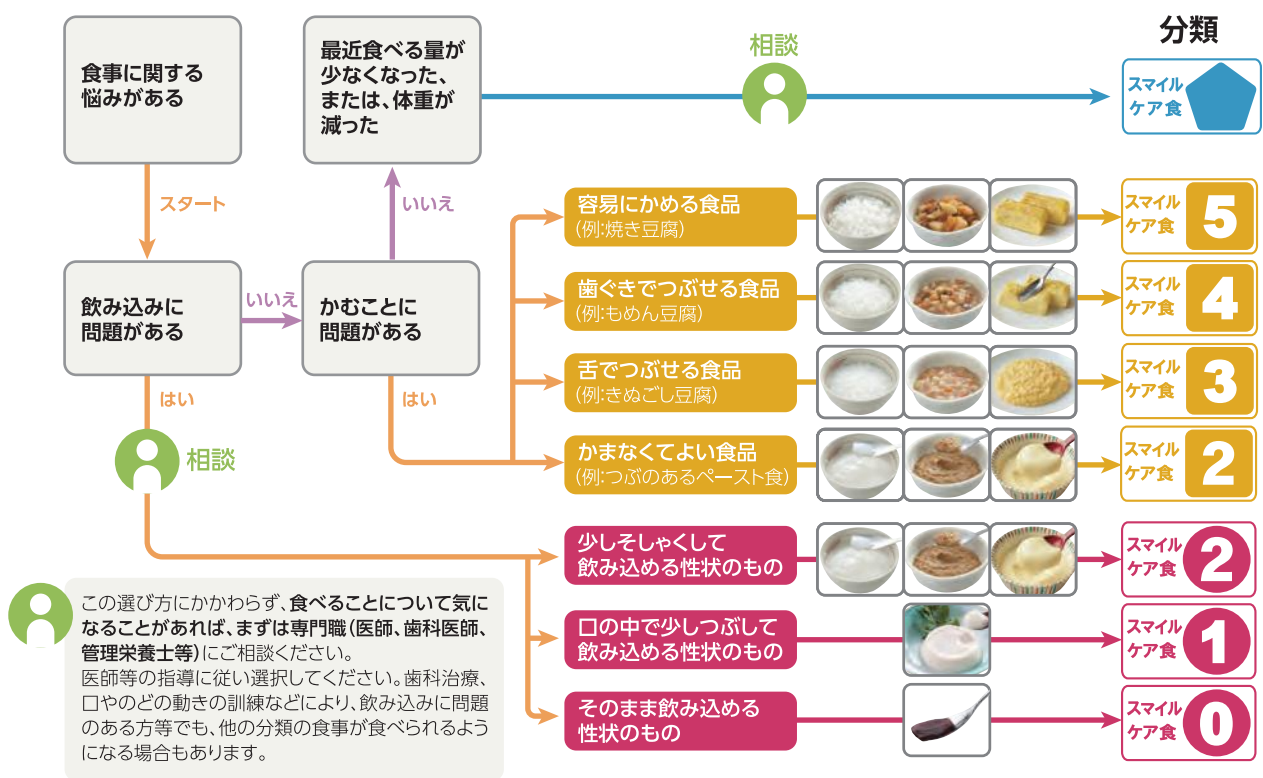 分類
食事に関する
悩みがある
最近食べる量が
少なくなった、
または、体重が
減った
相談
スマイル
ケア食
スタート
いいえ
飲み込みに
問題がある
いいえ
かむことに
問題がある
はい
相談
はい
容易にかめる食品
(例:焼き豆腐)
スマイル
ケア食
5
歯ぐきでつぶせる食品
(例:もめん豆腐)
スマイル
ケア食
4
舌でつぶせる食品
(例:きぬごし豆腐)
スマイル
ケア食
3
かまなくてよい食品
(例:つぶのあるペースト食)
スマイル
ケア食
2
少しそしゃくして
飲み込める性状のもの
スマイル
ケア食
2
口の中で少しつぶして
飲み込める性状のもの
スマイル
ケア食
1
そのまま飲み込める
性状のもの
スマイル
ケア食
0
この選び方にかかわらず、食べることについて気に
なることがあれば、まずは専門職(医師、歯科医師、
管理栄養士等)にご相談ください。
医師等の指導に従い選択してください。歯科治療、
口やのどの動きの訓練などにより、飲み込みに問題
のある方等でも、他の分類の食事が食べられるよう
になる場合もあります。